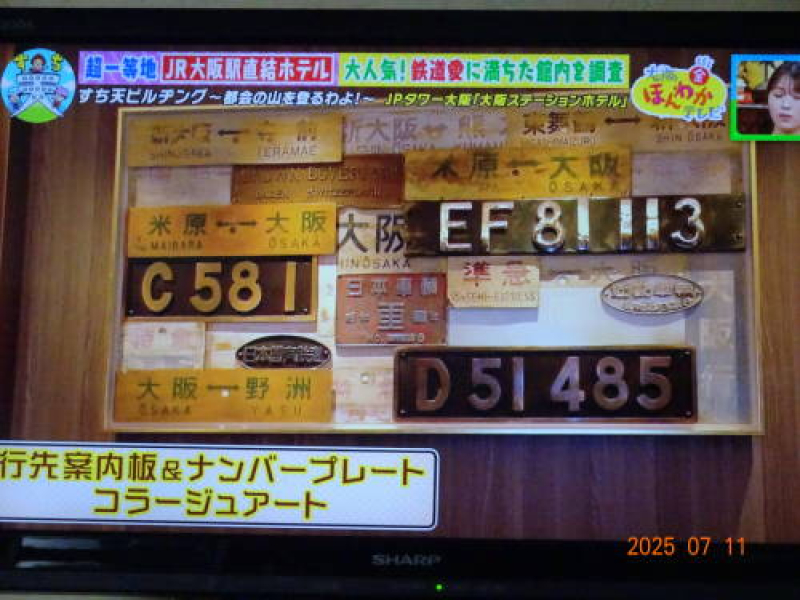 すち
超一等地 JR大阪駅直結ホテル 大人気!鉄道愛に満ちた館内を調査
すち天ビルヂング～都会の山を登るわよ!～ JPタワー大阪「大阪ステーションホテル」
大阪
ほんわか
テレビ
新大阪
SHIN OSAKA
米原 大阪
OSAKA
米原 大阪
MAIBARA OSAKA
大阪
EF 81 113
C 58 1
準急
SEMI-EXPRESS
日本車輌
重
大阪 野洲
OSAKA YASU
D 51 485
行先案内板&ナンバープレート
コラージュアート
SHARP
2025 07 11